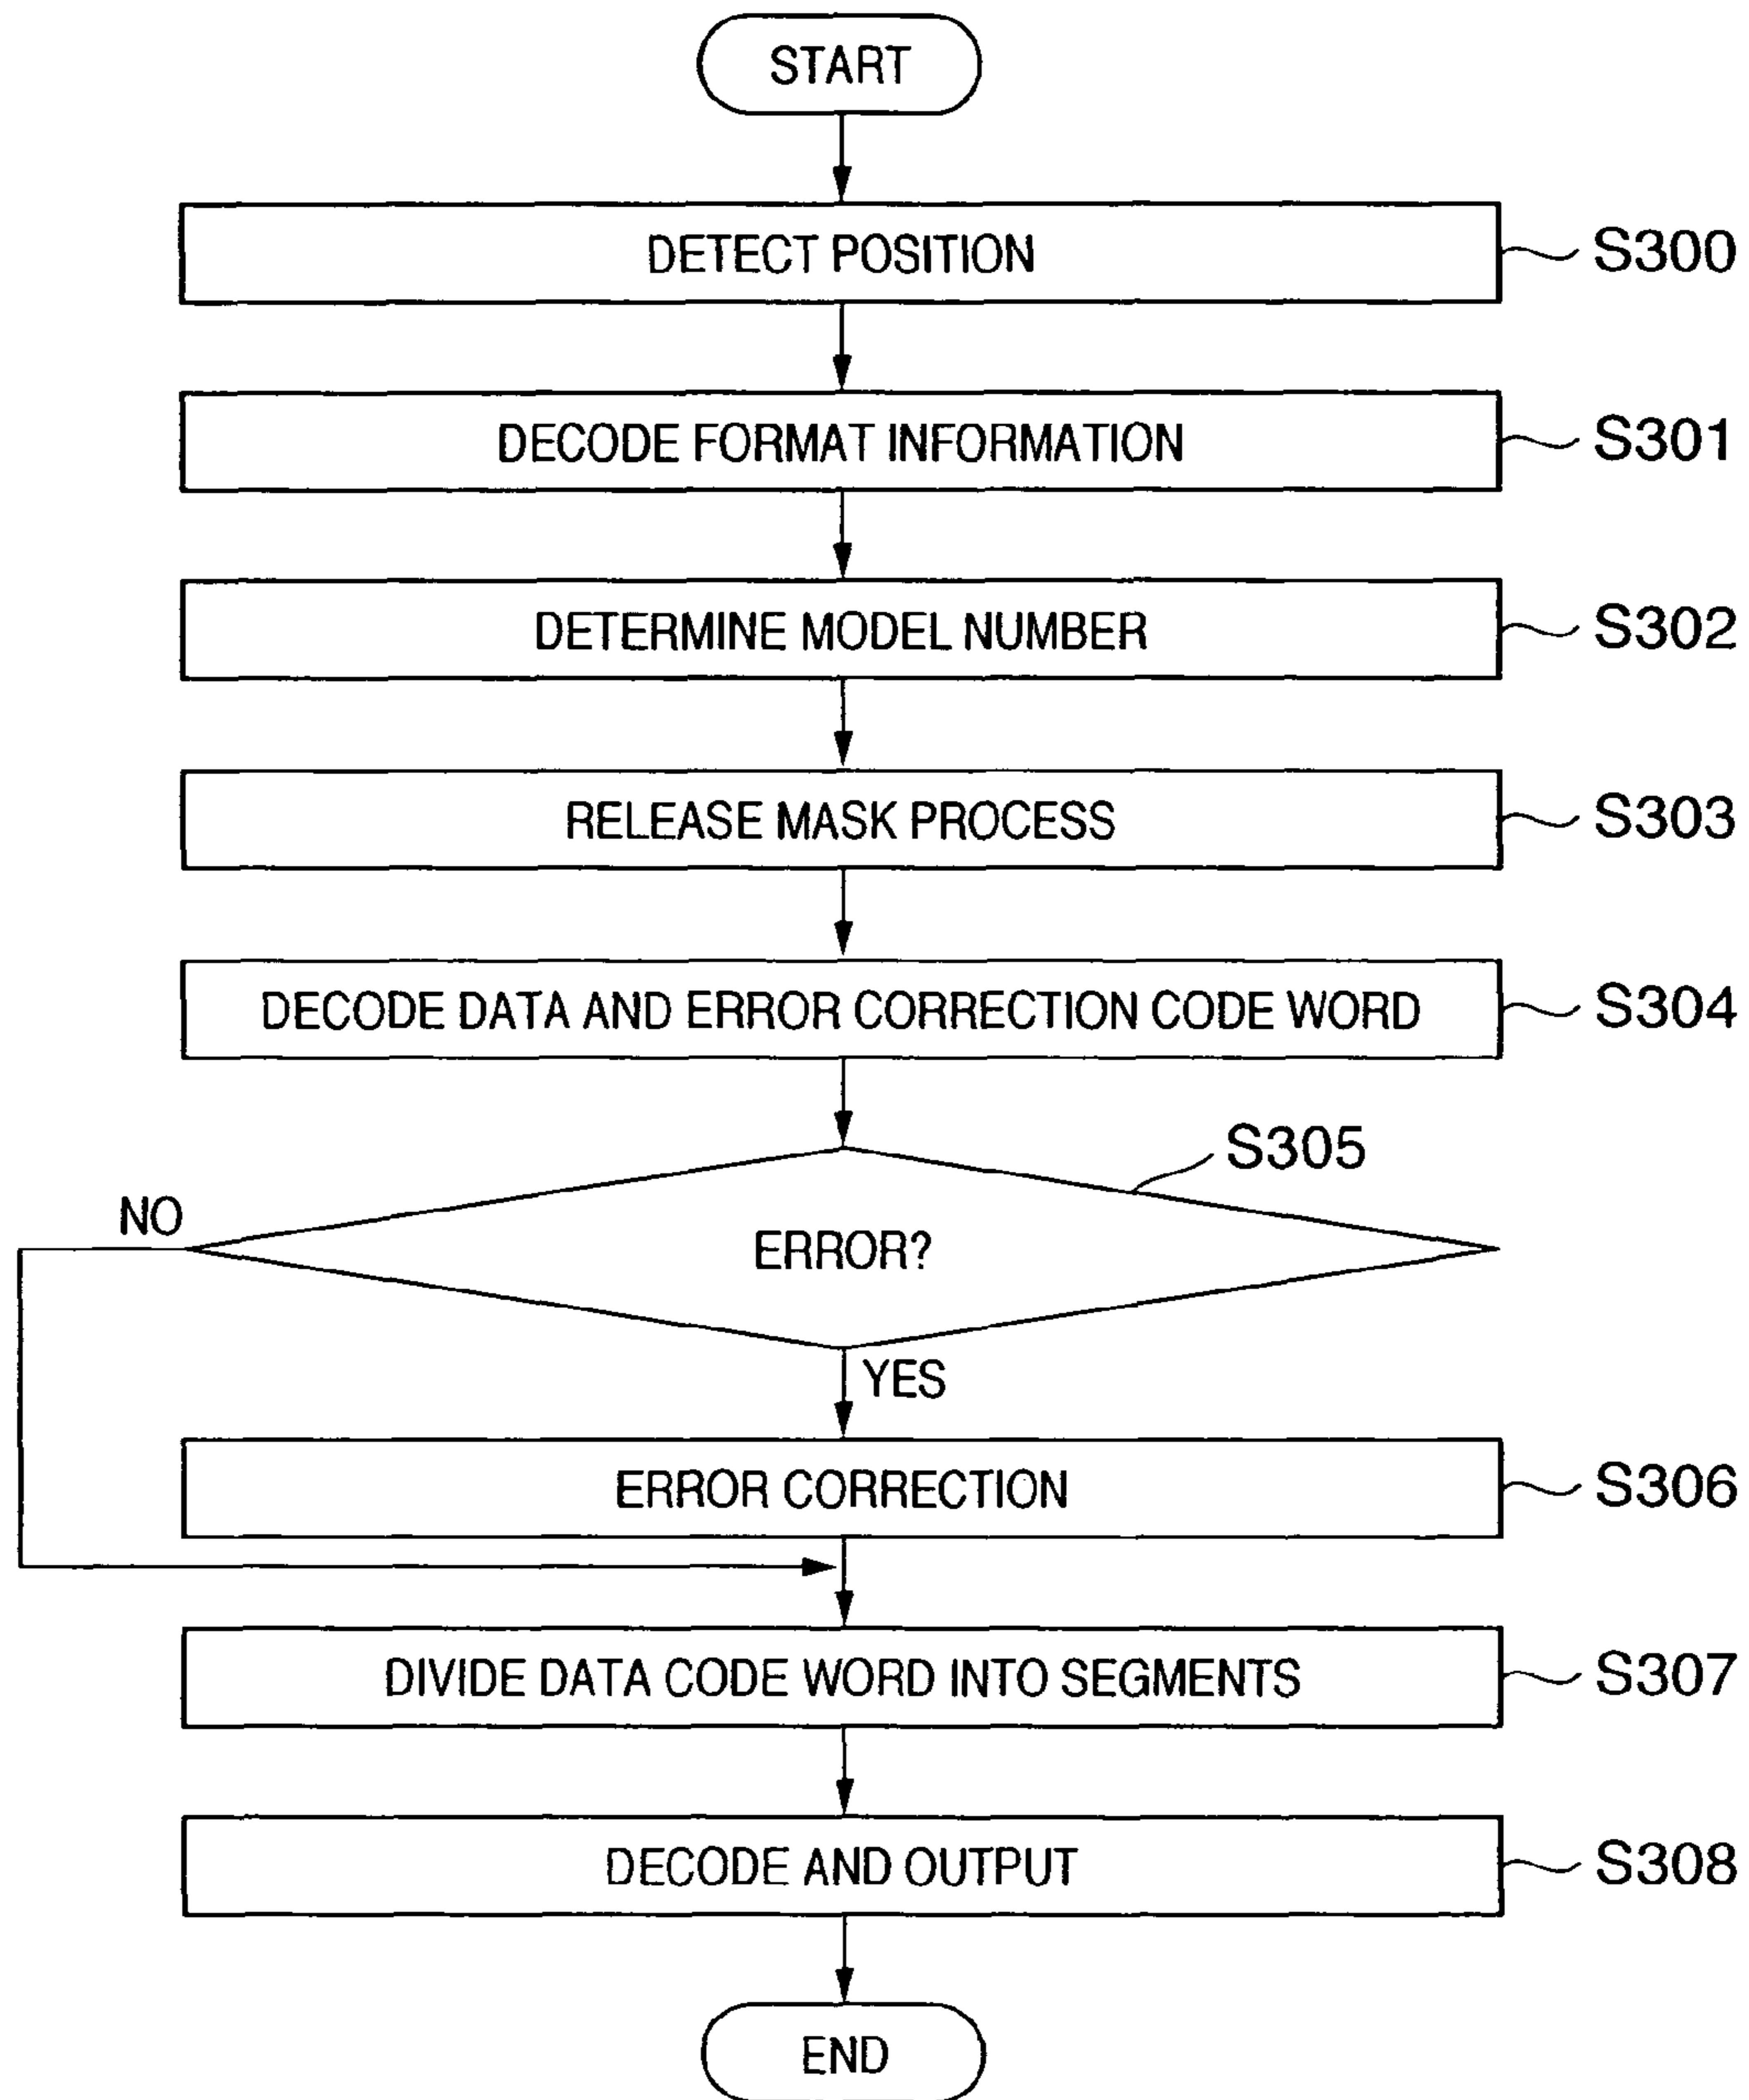 START
DETECT POSITION
S300
DECODE FORMAT INFORMATION
S301
DETERMINE MODEL NUMBER
S302
RELEASE MASK PROCESS
S303
DECODE DATA AND ERROR CORRECTION CODE WORD
S304
S305
NO
ERROR?
YES
ERROR CORRECTION
S306
DIVIDE DATA CODE WORD INTO SEGMENTS
S307
DECODE AND OUTPUT
S308
END